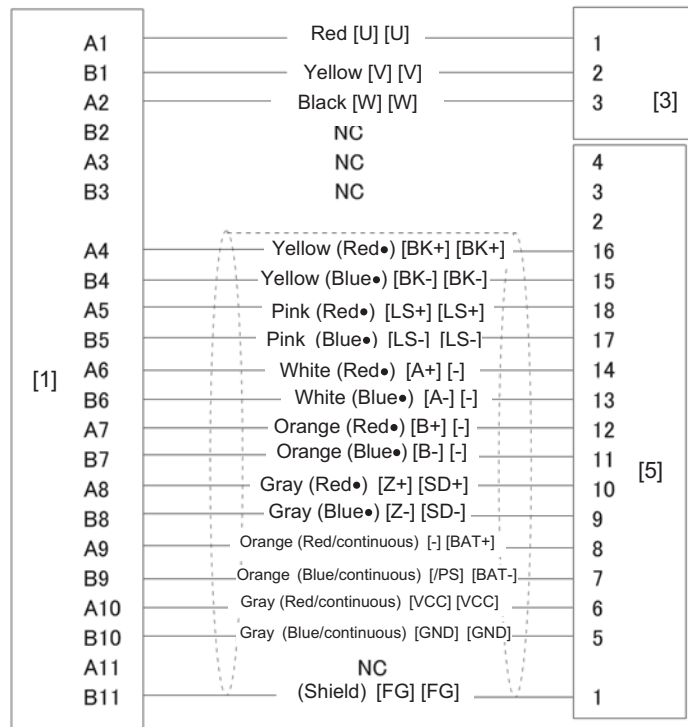 A1 Red [U] [U] 1
B1 Yellow [V] [V] 2
A2 Black [W] [W] 3 [3]
B2 NC
A3 NC 4
B3 NC 3
2
A4 Yellow (Red•) [BK+] [BK+] 16
B4 Yellow (Blue•) [BK-] [BK-] 15
A5 Pink (Red•) [LS+] [LS+] 18
B5 Pink (Blue•) [LS-] [LS-] 17
[1] A6 White (Red•) [A+] [-] 14
B6 White (Blue•) [A-] [-] 13
A7 Orange (Red•) [B+] [-] 12
B7 Orange (Blue•) [B-] [-] 11 [5]
A8 Gray (Red•) [Z+] [SD+] 10
B8 Gray (Blue•) [Z-] [SD-] 9
A9 Orange (Red/continuous) [-] [BAT+] 8
B9 Orange (Blue/continuous) [/PS] [BAT-] 7
A10 Gray (Red/continuous) [VCC] [VCC] 6
B10 Gray (Blue/continuous) [GND] [GND] 5
A11 NC
B11 (Shield) [FG] [FG] 1